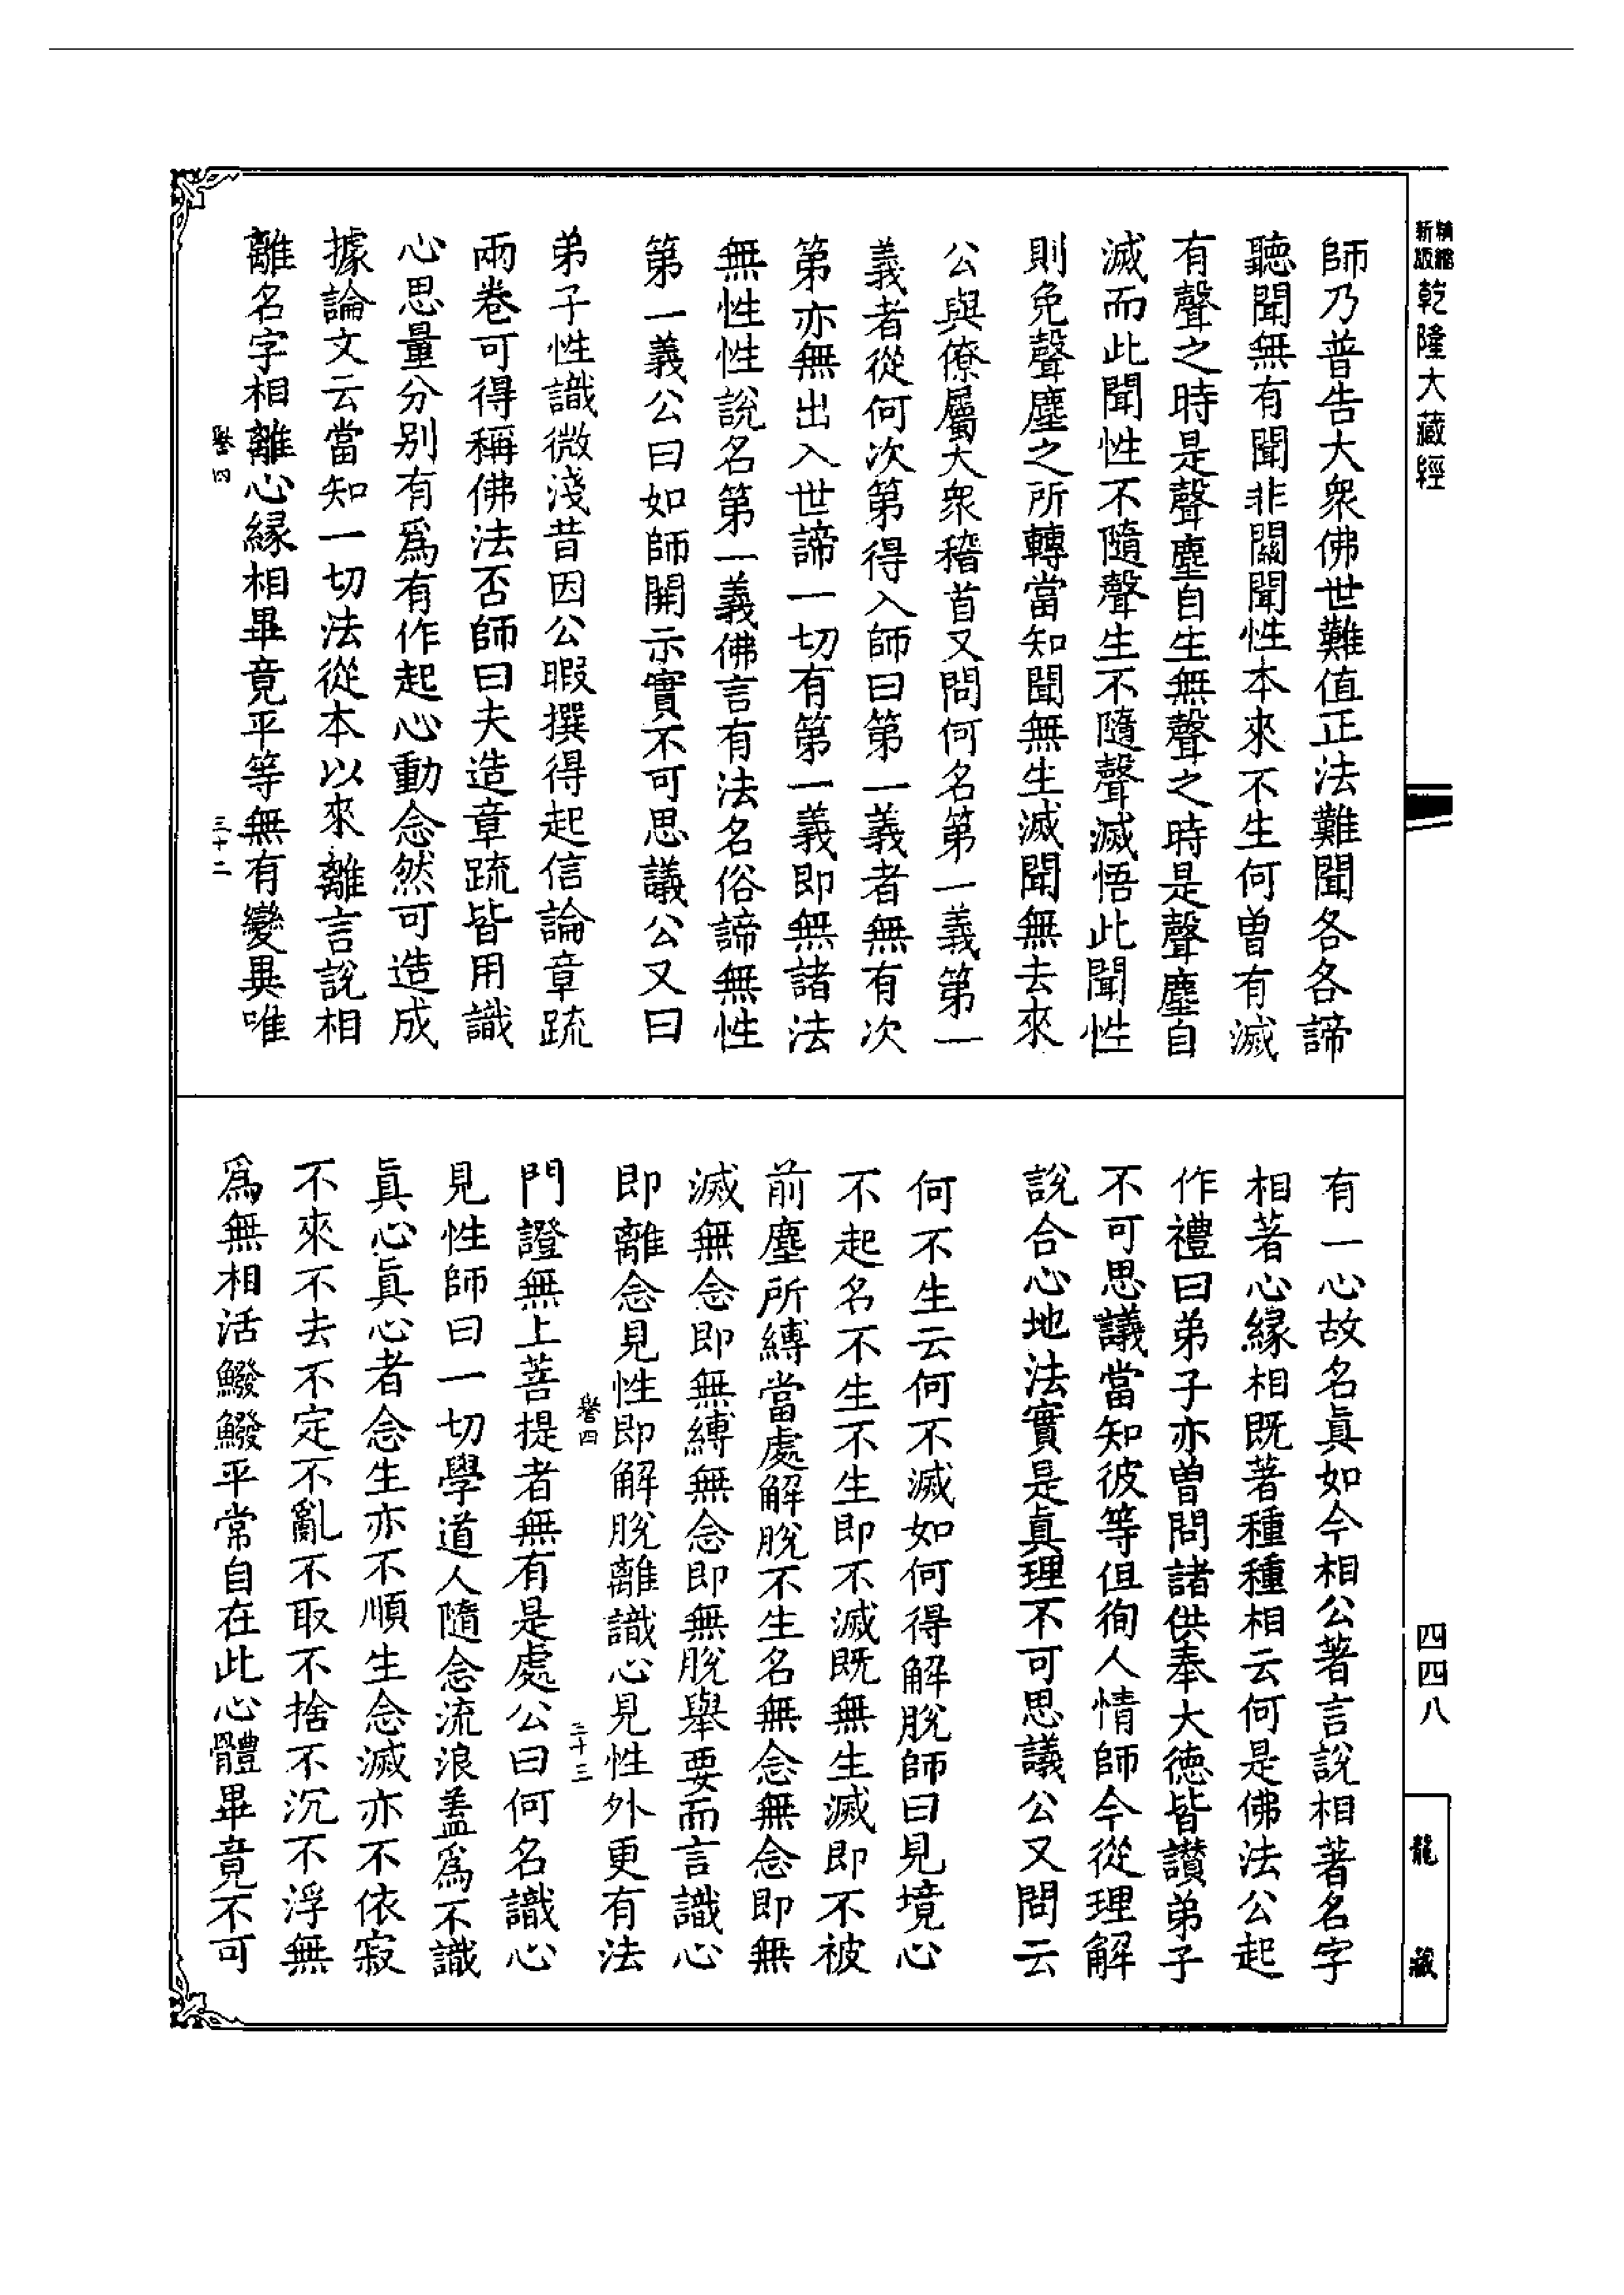 精縮新版乾隆大藏經
師乃普告大衆佛世難值正法難聞各各諦
聽聞無有聞非關聞性本來不生何曾有滅
有聲之時是聲塵自生無聲之時是聲塵自
滅而此聞性不隨聲生不隨聲滅悟此聞性
則免聲塵之所轉當知聞無生滅聞無去來
公與僚屬大衆稽首又問何名第一義第一
義者從何次第得入師曰第一義者無有次
第亦無出入世諦一切有第一義即無諸法
無性性說名第一義佛言有法名俗諦無性
第一義公曰如師開示實不可思議公又曰
弟子性識微淺昔因公暇撰得起信論章疏
兩卷可得稱佛法否師曰夫造章疏皆用識
心思量分別有爲有作起心動念然可造成
據論文云當知一切法從本以來離言說相
離名字相離心緣相畢竟平等無有變異唯
四 三十二
有一心故名眞如今相公著言說相著名字
相著心緣相既著種種相云何是佛法公起
作禮曰弟子亦曾問諸供奉大德皆讚弟子
不可思議當知彼等但徇人情師今從理解
說合心地法實是眞理不可思議公又問云
何不生云何不滅如何得解脫師曰見境心
不起名不生不生即不滅既無生滅即不被
前塵所縛當處解脫不生名無念無念即無
滅無念即無縛無念即無脫舉要而言識心
即離念見性即解脫離識心見性外更有法
四 三十三
門證無上菩提者無有是處公曰何名識心
見性師曰一切學道人隨念流浪蓋爲不識
眞心眞心者念生亦不順生念滅亦不依寂
不來不去不定不亂不取不捨不沉不浮無
爲無相活鱍鱍平常自在此心體畢竟不可
四四八
龍藏